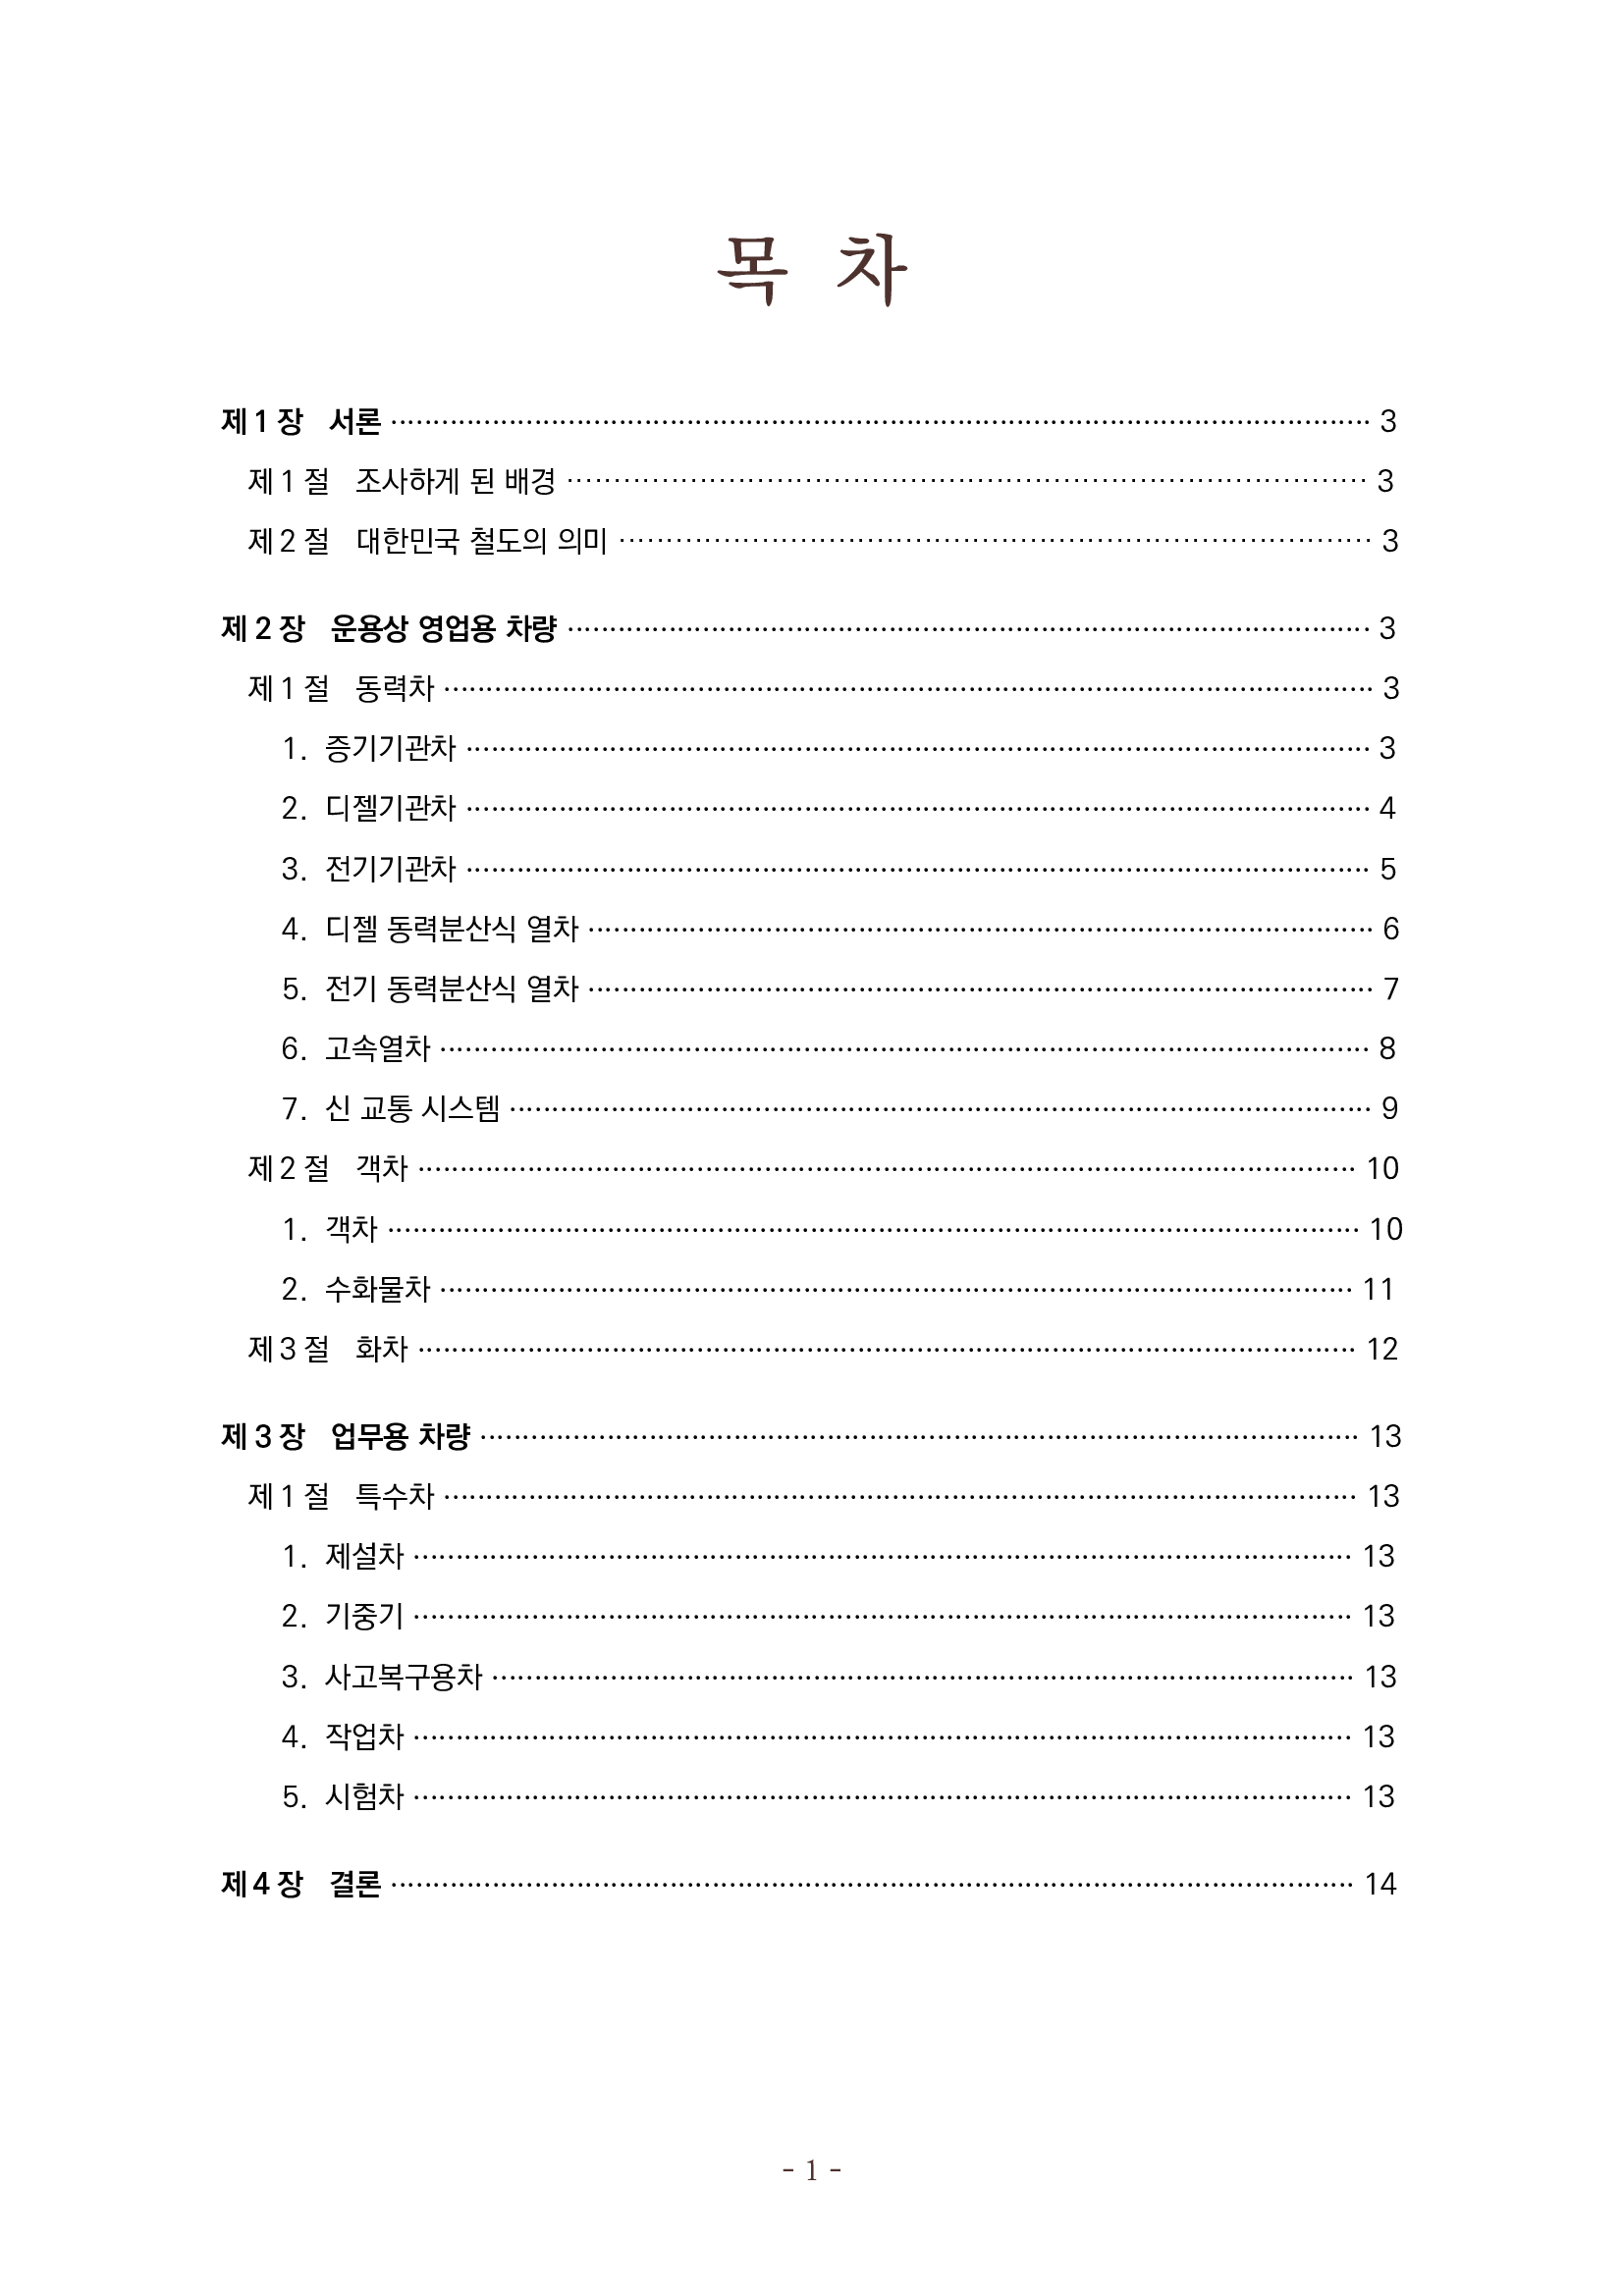 목 차
제 1 장 서론 ································ 3
제 1 절 조사하게 된 배경 ································ 3
제 2 절 대한민국 철도의 의미 ································ 3
제 2 장 운용상 영업용 차량 ································ 3
제 1 절 동력차 ································ 3
1. 증기기관차 ································ 3
2. 디젤기관차 ································ 4
3. 전기기관차 ································ 5
4. 디젤 동력분산식 열차 ································ 6
5. 전기 동력분산식 열차 ································ 7
6. 고속열차 ································ 8
7. 신 교통 시스템 ································ 9
제 2 절 객차 ································ 10
1. 객차 ································ 10
2. 수화물차 ································ 11
제 3 절 화차 ································ 12
제 3 장 업무용 차량 ································ 13
제 1 절 특수차 ································ 13
1. 제설차 ································ 13
2. 기중기 ································ 13
3. 사고복구용차 ································ 13
4. 작업차 ································ 13
5. 시험차 ································ 13
제 4 장 결론 ································ 14
- 1 -